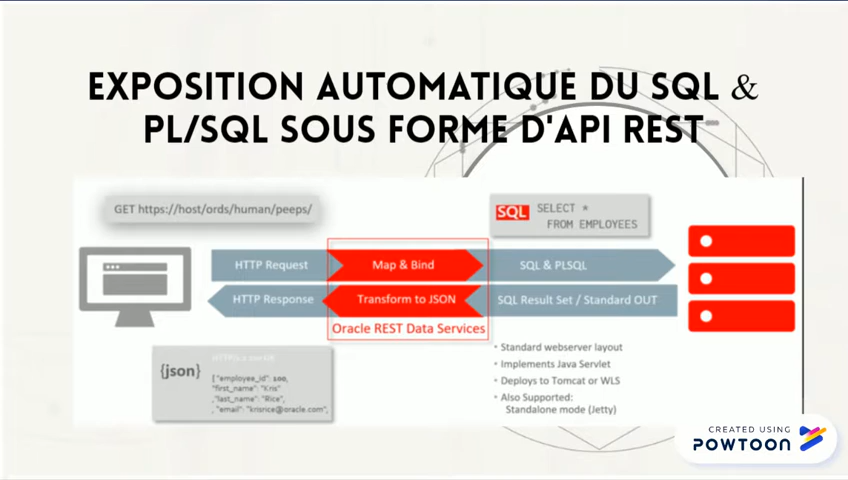 EXPOSITION AUTOMATIQUE DU SQL &
PL/SQL SOUS FORME D'API REST
GET https://host/ords/human/peeps/
SQL SELECT *
FROM EMPLOYEES
HTTP Request
Map & Bind
SQL & PLSQL
HTTP Response
Transform to JSON
SQL Result Set / Standard OUT
Oracle REST Data Services
{json}
[ "employee_id": 100,
"first_name": "Kris"
,"last_name": "Rice",
, "email": "krisrice@oracle.com",
• Standard webserver layout
• Implements Java Servlet
• Deploys to Tomcat or WLS
• Also Supported:
Standalone mode (Jetty)
CREATED USING
POWTOON